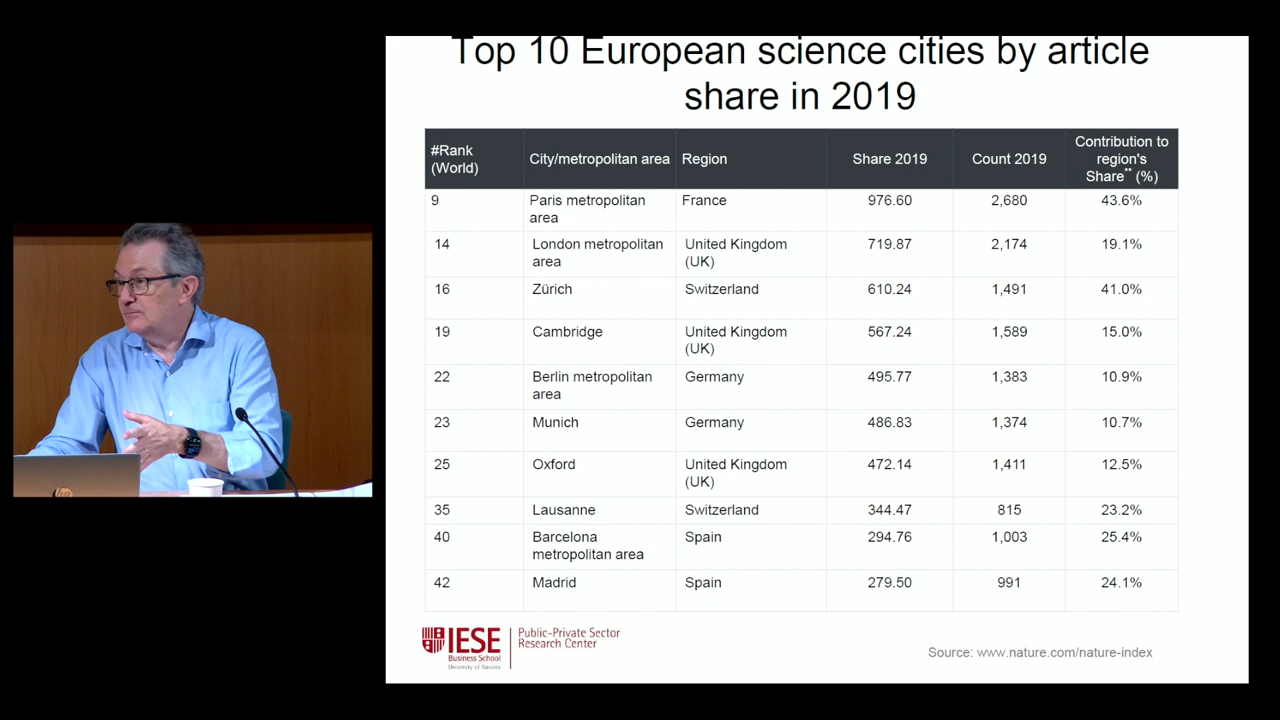 Top 10 European science cities by article
share in 2019
#Rank (World) City/metropolitan area Region Share 2019 Count 2019 Contribution to region's Share** (%)
9 Paris metropolitan area France 976.60 2,680 43.6%
14 London metropolitan area United Kingdom (UK) 719.87 2,174 19.1%
16 Zürich Switzerland 610.24 1,491 41.0%
19 Cambridge United Kingdom (UK) 567.24 1,589 15.0%
22 Berlin metropolitan area Germany 495.77 1,383 10.9%
23 Munich Germany 486.83 1,374 10.7%
25 Oxford United Kingdom (UK) 472.14 1,411 12.5%
35 Lausanne Switzerland 344.47 815 23.2%
40 Barcelona metropolitan area Spain 294.76 1,003 25.4%
42 Madrid Spain 279.50 991 24.1%
IESE
Business School
University of Navarra
Public-Private Sector
Research Center
Source: www.nature.com/nature-index
hp